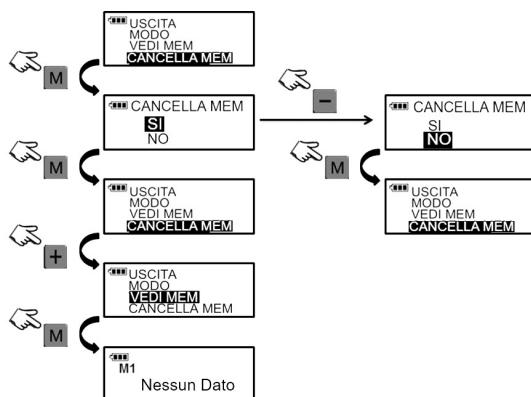 USCITA
MODO
VEDI MEM
CANCELLA MEM
M
CANCELLA MEM
SI
NO
M
USCITA
MODO
VEDI MEM
CANCELLA MEM
+
USCITA
MODO
VEDI MEM
CANCELLA MEM
M
M1
Nessun Dato
−
CANCELLA MEM
SI
NO
M
USCITA
MODO
VEDI MEM
CANCELLA MEM